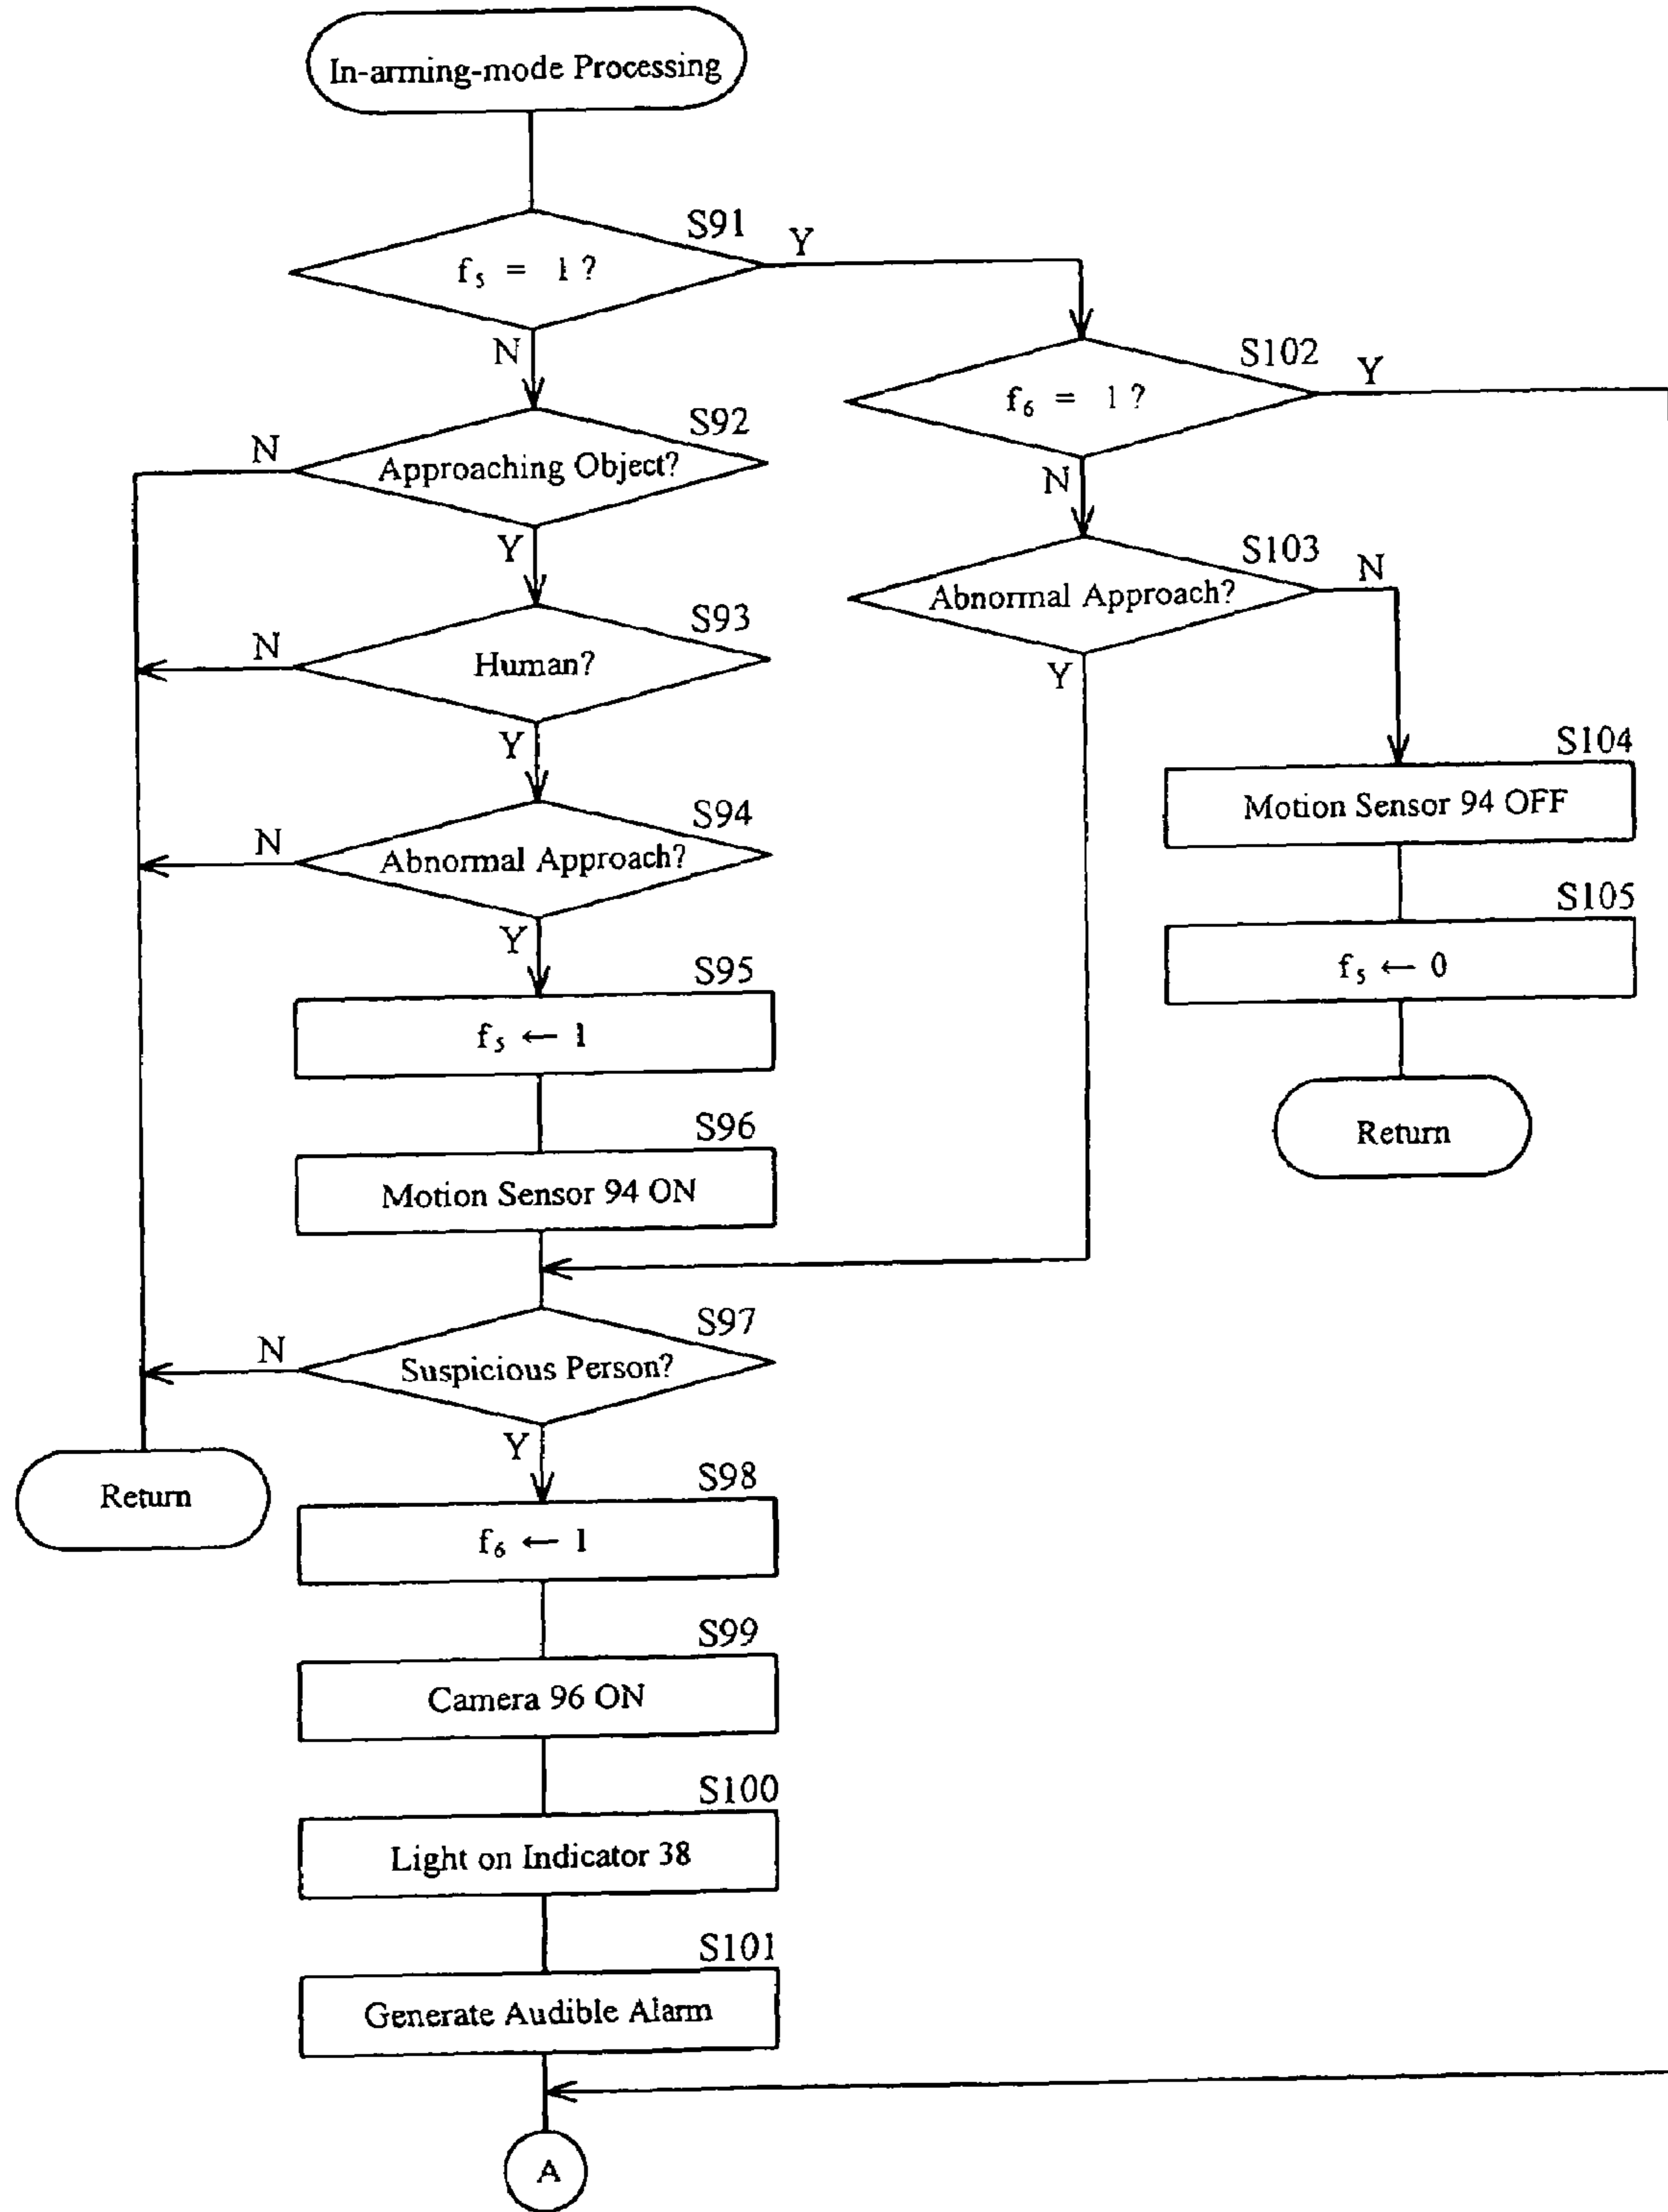 In-arming-mode Processing
S91
f₅ = 1 ?
Y
N
S92
Approaching Object?
N
Y
S93
Human?
N
Y
S94
Abnormal Approach?
N
Y
S95
f₅ ← 1
S96
Motion Sensor 94 ON
S97
Suspicious Person?
N
Y
Return
S98
f₆ ← 1
S99
Camera 96 ON
S100
Light on Indicator 38
S101
Generate Audible Alarm
A
S102
f₆ = 1 ?
Y
N
S103
Abnormal Approach?
N
Y
S104
Motion Sensor 94 OFF
S105
f₅ ← 0
Return